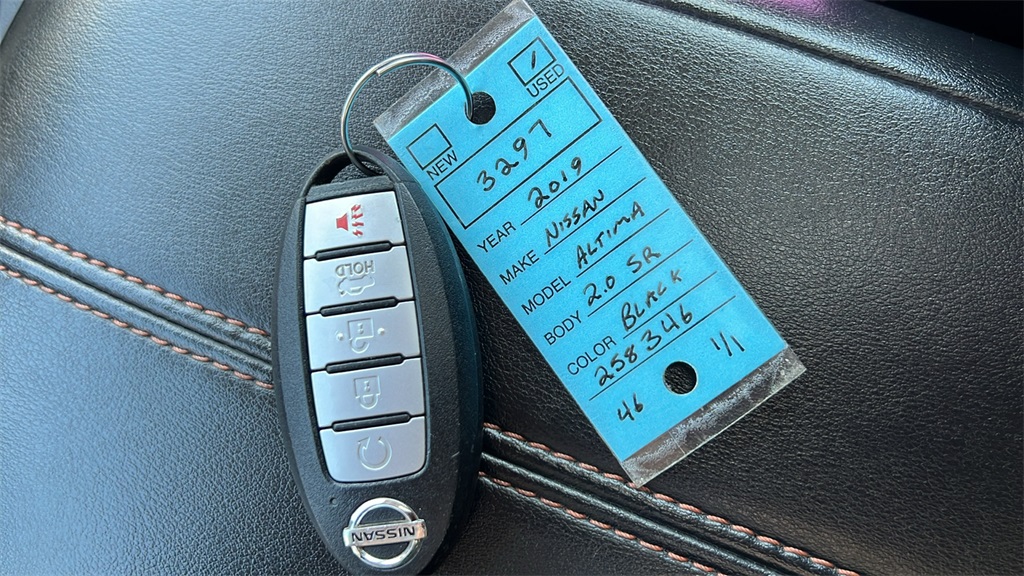 NEW
USED
3297
YEAR 2019
MAKE NISSAN
MODEL ALTIMA
BODY 2.0 SR
COLOR BLACK
258346
46 1/1
HOLD
NISSAN